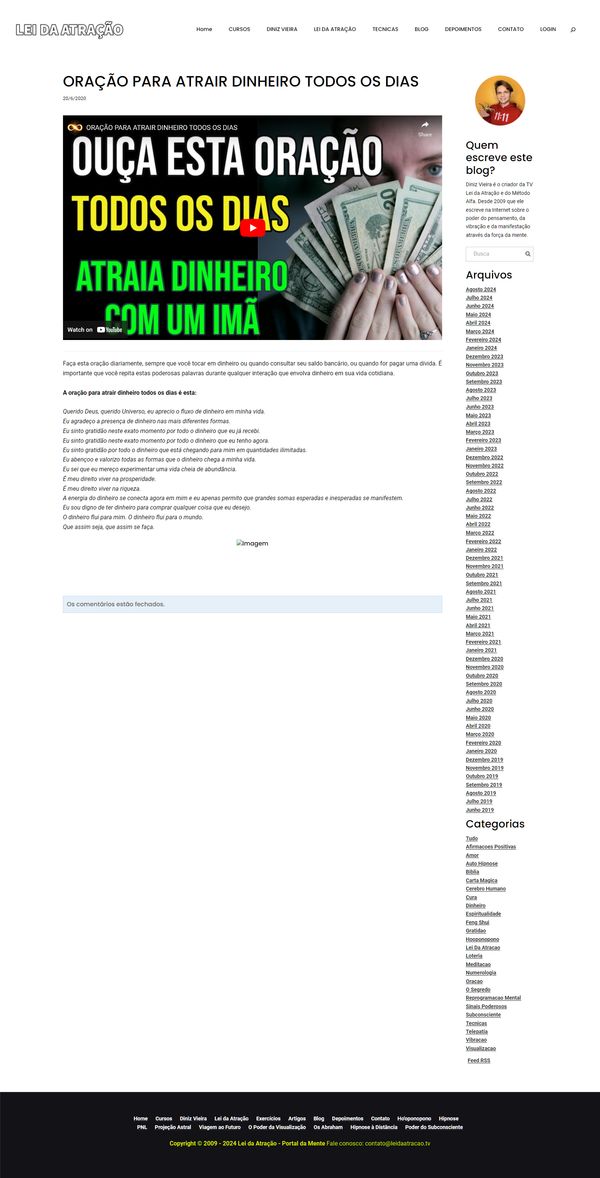 LEI DA ATRAÇÃO
Home CURSOS DINIZ VIEIRA LEI DA ATRAÇÃO TECNICAS BLOG DEPOIMENTOS CONTATO LOGIN
ORAÇÃO PARA ATRAIR DINHEIRO TODOS OS DIAS
20/6/2020
ORAÇÃO PARA ATRAIR DINHEIRO TODOS OS DIAS
Share
OUÇA ESTA ORAÇÃO
TODOS OS DIAS
ATRAIA DINHEIRO
COM UM IMÃ
Watch on YouTube
Faça esta oração diariamente, sempre que você tocar em dinheiro ou quando consultar seu saldo bancário, ou quando for pagar uma dívida. É
importante que você repita estas poderosas palavras durante qualquer interação que envolva dinheiro em sua vida cotidiana.
A oração para atrair dinheiro todos os dias é esta:
Querido Deus, querido Universo, eu aprecio o fluxo de dinheiro em minha vida.
Eu agradeço a presença de dinheiro nas mais diferentes formas.
Eu sinto gratidão neste exato momento por todo o dinheiro que eu já recebi.
Eu sinto gratidão neste exato momento por todo o dinheiro que eu tenho agora.
Eu sinto gratidão por todo o dinheiro que está chegando para mim em quantidades ilimitadas.
Eu abençoo e valorizo todas as formas que o dinheiro chega a minha vida.
Eu sei que eu mereço experimentar uma vida cheia de abundância.
É meu direito viver na prosperidade.
É meu direito viver na riqueza.
A energia do dinheiro se conecta agora em mim e eu apenas permito que grandes somas esperadas e inesperadas se manifestem.
Eu sou digno de ter dinheiro para comprar qualquer coisa que eu desejo.
O dinheiro flui para mim. O dinheiro flui para o mundo.
Que assim seja, que assim se faça.
Imagem
Os comentários estão fechados.
11:11
Quem
escreve este
blog?
Diniz Vieira é o criador da TV
Lei da Atração e do Método
Alfa. Desde 2009 que ele
escreve na Internet sobre o
poder do pensamento, da
vibração e da manifestação
através da força da mente.
Busca
Arquivos
Agosto 2024
Julho 2024
Junho 2024
Maio 2024
Abril 2024
Março 2024
Fevereiro 2024
Janeiro 2024
Dezembro 2023
Novembro 2023
Outubro 2023
Setembro 2023
Agosto 2023
Julho 2023
Junho 2023
Maio 2023
Abril 2023
Março 2023
Fevereiro 2023
Janeiro 2023
Dezembro 2022
Novembro 2022
Outubro 2022
Setembro 2022
Agosto 2022
Julho 2022
Junho 2022
Maio 2022
Abril 2022
Março 2022
Fevereiro 2022
Janeiro 2022
Dezembro 2021
Novembro 2021
Outubro 2021
Setembro 2021
Agosto 2021
Julho 2021
Junho 2021
Maio 2021
Abril 2021
Março 2021
Fevereiro 2021
Janeiro 2021
Dezembro 2020
Novembro 2020
Outubro 2020
Setembro 2020
Agosto 2020
Julho 2020
Junho 2020
Maio 2020
Abril 2020
Março 2020
Fevereiro 2020
Janeiro 2020
Dezembro 2019
Novembro 2019
Outubro 2019
Setembro 2019
Agosto 2019
Julho 2019
Junho 2019
Categorias
Tudo
Afirmacoes Positivas
Amor
Auto Hipnose
Biblia
Carta Magica
Cerebro Humano
Cura
Dinheiro
Espiritualidade
Feng Shui
Gratidao
Hooponopono
Lei Da Atracao
Loteria
Meditacao
Numerologia
Oracao
O Segredo
Reprogramacao Mental
Sinais Poderosos
Subconsciente
Tecnicas
Telepatia
Vibracao
Visualizacao
Feed RSS
Home Cursos Diniz Vieira Lei da Atração Exercícios Artigos Blog Depoimentos Contato Ho'oponopono Hipnose
PNL Projeção Astral Viagem ao Futuro O Poder da Visualização Os Abraham Hipnose à Distância Poder do Subconsciente
Copyright © 2009 - 2024 Lei da Atração - Portal da Mente Fale conosco: contato@leidaatracao.tv